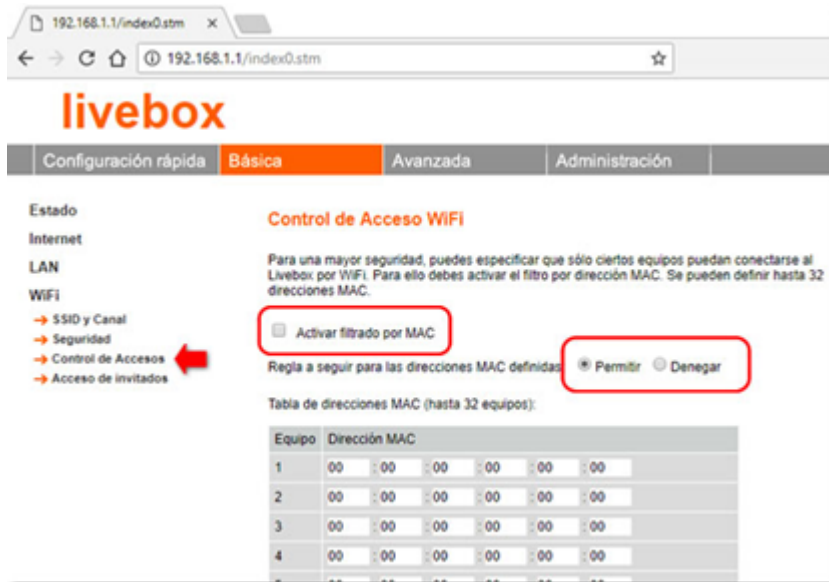 192.168.1.1/index0.stm
192.168.1.1/index0.stm
livebox
Configuración rápida Básica Avanzada Administración
Estado
Internet
LAN
WiFi
SSID y Canal
Seguridad
Control de Accesos
Acceso de invitados
Control de Acceso WiFi
Para una mayor seguridad, puedes especificar que sólo ciertos equipos puedan conectarse al
Livebox por WiFi. Para ello debes activar el filtro por dirección MAC. Se pueden definir hasta 32
direcciones MAC.
Activar filtrado por MAC
Regla a seguir para las direcciones MAC definidas Permitir Denegar
Tabla de direcciones MAC (hasta 32 equipos):
Equipo Dirección MAC
1 00 : 00 : 00 : 00 : 00 : 00
2 00 : 00 : 00 : 00 : 00 : 00
3 00 : 00 : 00 : 00 : 00 : 00
4 00 : 00 : 00 : 00 : 00 : 00